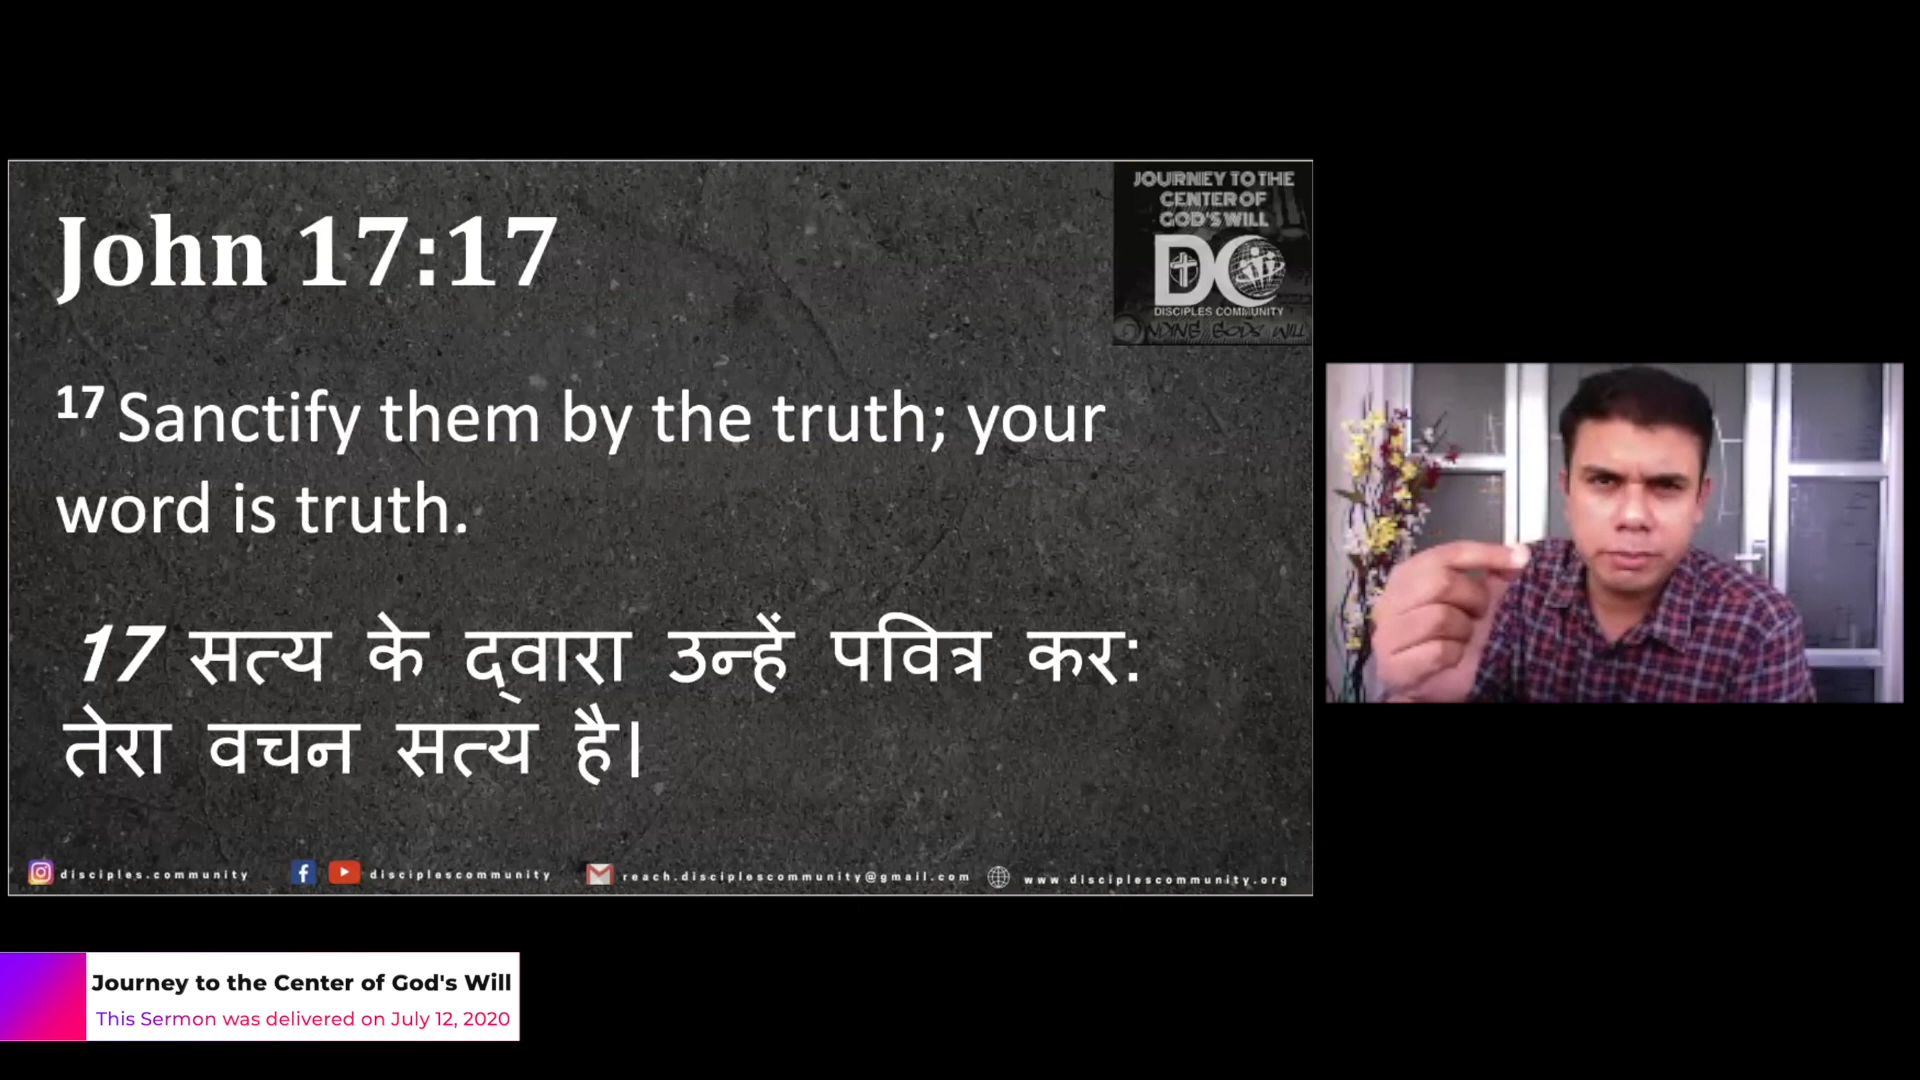 John 17:17
JOURNEY TO THE
CENTER OF
GOD'S WILL
DC
DISCIPLES COMMUNITY
GOD'S WILL
17 Sanctify them by the truth; your
word is truth.
17 सत्य के द्वारा उन्हें पवित्र कर:
तेरा वचन सत्य है।
disciples.community
disciplescommunity
reach.disciplescommunity@gmail.com
www.disciplescommunity.org
Journey to the Center of God's Will
This Sermon was delivered on July 12, 2020